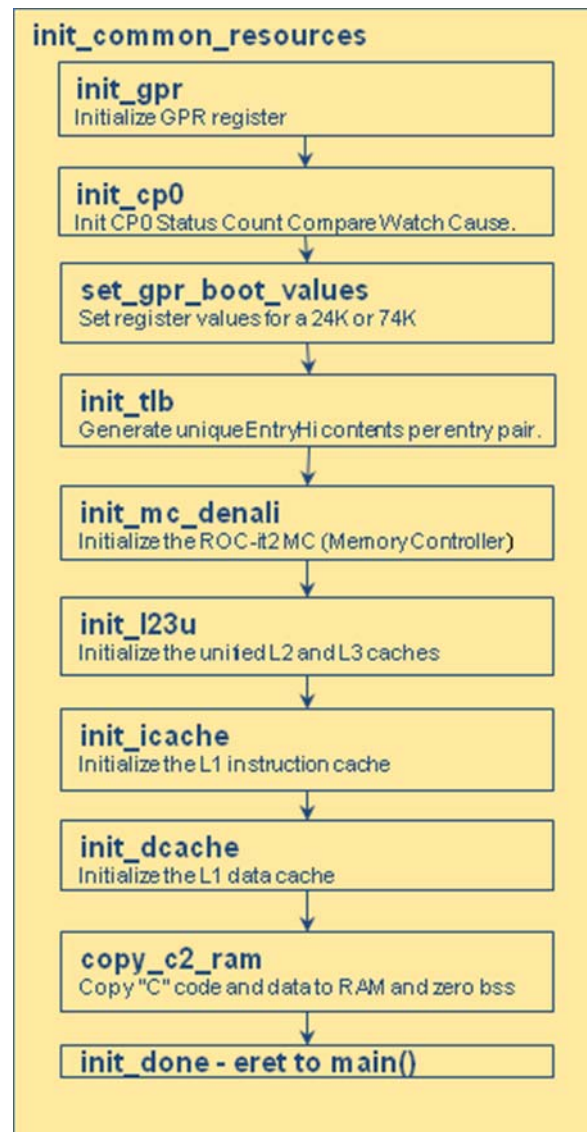 init_common_resources
init_gpr
Initialize GPR register
init_cp0
Init CP0 Status Count Compare Watch Cause.
set_gpr_boot_values
Set register values for a 24K or 74K
init_tlb
Generate unique EntryHi contents per entry pair.
init_mc_denali
Initialize the ROC-it2 MC (Memory Controller)
init_l23u
Initialize the unified L2 and L3 caches
init_icache
Initialize the L1 instruction cache
init_dcache
Initialize the L1 data cache
copy_c2_ram
Copy "C" code and data to RAM and zero bss
init_done - eret to main()